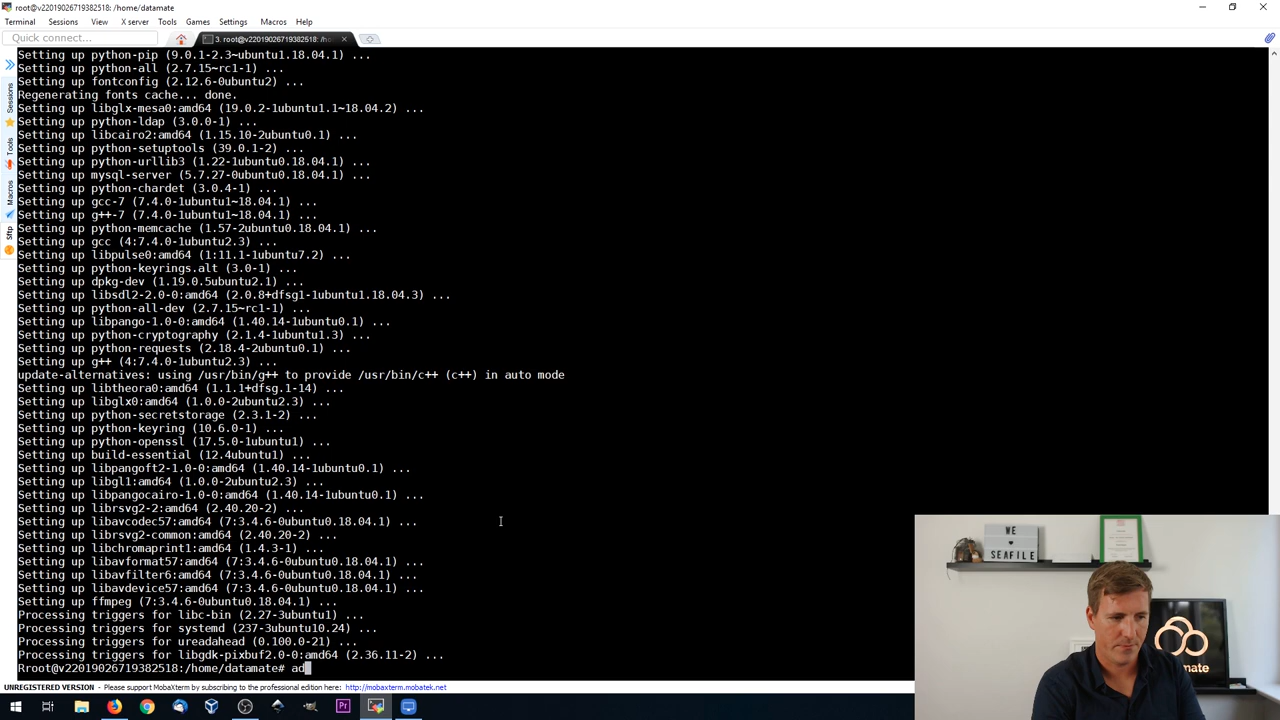 root@v22019026719382518: /home/datamate
Terminal Sessions View X server Tools Games Settings Macros Help
Quick connect...
3. root@v22019026719382518: /h
Setting up python-pip (9.0.1-2.3~ubuntu1.18.04.1) ...
Setting up python-all (2.7.15~rc1-1) ...
Setting up fontconfig (2.12.6-0ubuntu2) ...
Regenerating fonts cache... done.
Setting up libglx-mesa0:amd64 (19.0.2-1ubuntu1.1~18.04.2) ...
Setting up python-ldap (3.0.0-1) ...
Setting up libcairo2:amd64 (1.15.10-2ubuntu0.1) ...
Setting up python-setuptools (39.0.1-2) ...
Setting up python-urllib3 (1.22-1ubuntu0.18.04.1) ...
Setting up mysql-server (5.7.27-0ubuntu0.18.04.1) ...
Setting up python-chardet (3.0.4-1) ...
Setting up gcc-7 (7.4.0-1ubuntu1~18.04.1) ...
Setting up g++-7 (7.4.0-1ubuntu1~18.04.1) ...
Setting up python-memcache (1.57-2ubuntu0.18.04.1) ...
Setting up gcc (4:7.4.0-1ubuntu2.3) ...
Setting up libpulse0:amd64 (1:11.1-1ubuntu7.2) ...
Setting up python-keyrings.alt (3.0-1) ...
Setting up dpkg-dev (1.19.0.5ubuntu2.1) ...
Setting up libsdl2-2.0-0:amd64 (2.0.8+dfsg1-1ubuntu1.18.04.3) ...
Setting up python-all-dev (2.7.15~rc1-1) ...
Setting up libpango-1.0-0:amd64 (1.40.14-1ubuntu0.1) ...
Setting up python-cryptography (2.1.4-1ubuntu1.3) ...
Setting up python-requests (2.18.4-2ubuntu0.1) ...
Setting up g++ (4:7.4.0-1ubuntu2.3) ...
update-alternatives: using /usr/bin/g++ to provide /usr/bin/c++ (c++) in auto mode
Setting up libtheora0:amd64 (1.1.1+dfsg.1-14) ...
Setting up libglx0:amd64 (1.0.0-2ubuntu2.3) ...
Setting up python-secretstorage (2.3.1-2) ...
Setting up python-keyring (10.6.0-1) ...
Setting up python-openssl (17.5.0-1ubuntu1) ...
Setting up build-essential (12.4ubuntu1) ...
Setting up libpangoft2-1.0-0:amd64 (1.40.14-1ubuntu0.1) ...
Setting up libgl1:amd64 (1.0.0-2ubuntu2.3) ...
Setting up libpangocairo-1.0-0:amd64 (1.40.14-1ubuntu0.1) ...
Setting up librsvg2-2:amd64 (2.40.20-2) ...
Setting up libavcodec57:amd64 (7:3.4.6-0ubuntu0.18.04.1) ...
Setting up librsvg2-common:amd64 (2.40.20-2) ...
Setting up libchromaprint1:amd64 (1.4.3-1) ...
Setting up libavformat57:amd64 (7:3.4.6-0ubuntu0.18.04.1) ...
Setting up libavfilter6:amd64 (7:3.4.6-0ubuntu0.18.04.1) ...
Setting up libavdevice57:amd64 (7:3.4.6-0ubuntu0.18.04.1) ...
Setting up ffmpeg (7:3.4.6-0ubuntu0.18.04.1) ...
Processing triggers for libc-bin (2.27-3ubuntu1) ...
Processing triggers for systemd (237-3ubuntu10.24) ...
Processing triggers for ureadahead (0.100.0-21) ...
Processing triggers for libgdk-pixbuf2.0-0:amd64 (2.36.11-2) ...
Rroot@v22019026719382518:/home/datamate# ad
Sessions
Tools
Macros
Sftp
WE
SEAFILE
mate
UNREGISTERED VERSION - Please support MobaXterm by subscribing to the professional edition here: http://mobaxterm.mobatek.net
Pr